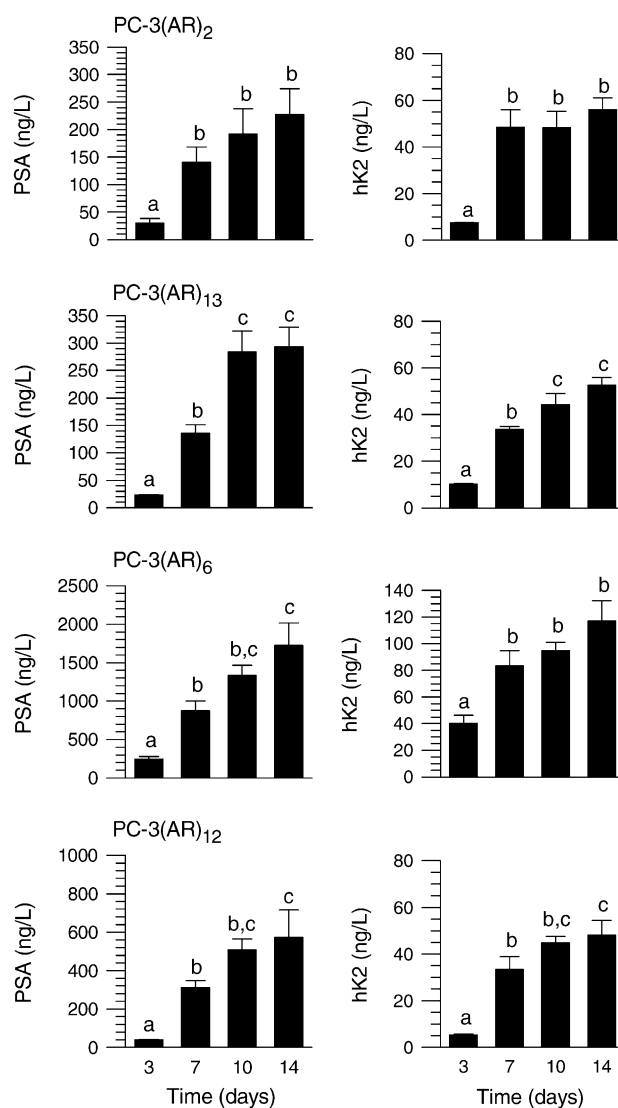 PC-3(AR)2
PSA (ng/L)
350
300
250
200
150
100
50
0
a
b
b
b
hK2 (ng/L)
80
60
40
20
0
a
b
b
b
PC-3(AR)13
PSA (ng/L)
350
300
250
200
150
100
50
0
a
b
c
c
hK2 (ng/L)
80
60
40
20
0
a
b
c
c
PC-3(AR)6
PSA (ng/L)
2500
2000
1500
1000
500
0
a
b
b,c
c
hK2 (ng/L)
140
120
100
80
60
40
20
0
a
b
b
b
PC-3(AR)12
PSA (ng/L)
1000
800
600
400
200
0
a
b
b,c
c
3 7 10 14
Time (days)
hK2 (ng/L)
80
60
40
20
0
a
b
b,c
c
3 7 10 14
Time (days)